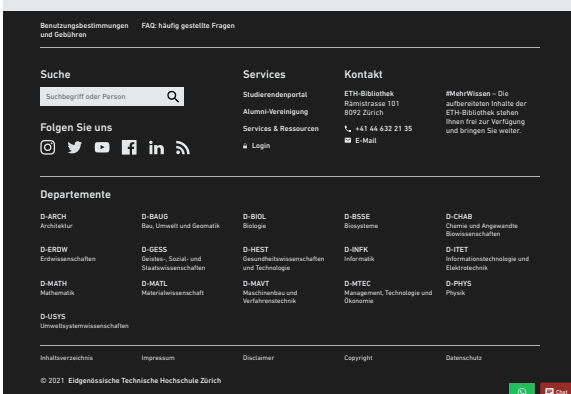 Benutzungsbestimmungen und Gebühren
FAQ: häufig gestellte Fragen
Suche
Suchbegriff oder Person
Folgen Sie uns
Services
Studierendenportal
Alumni-Vereinigung
Services & Ressourcen
Login
Kontakt
ETH-Bibliothek
Rämistrasse 101
8092 Zürich
+41 44 632 21 35
E-Mail
#MehrWissen – Die
aufbereiteten Inhalte der
ETH-Bibliothek stehen
Ihnen frei zur Verfügung
und bringen Sie weiter.
Departemente
D-ARCH
Architektur
D-BAUG
Bau, Umwelt und Geomatik
D-BIOL
Biologie
D-BSSE
Biosysteme
D-CHAB
Chemie und Angewandte
Biowissenschaften
D-ERDW
Erdwissenschaften
D-GESS
Geistes-, Sozial- und
Staatswissenschaften
D-HEST
Gesundheitswissenschaften
und Technologie
D-INFK
Informatik
D-ITET
Informationstechnologie und
Elektrotechnik
D-MATH
Mathematik
D-MATL
Materialwissenschaft
D-MAVT
Maschinenbau und
Verfahrenstechnik
D-MTEC
Management, Technologie und
Ökonomie
D-PHYS
Physik
D-USYS
Umweltsystemwissenschaften
Inhaltsverzeichnis
Impressum
Disclaimer
Copyright
Datenschutz
© 2021 Eidgenössische Technische Hochschule Zürich
Chat